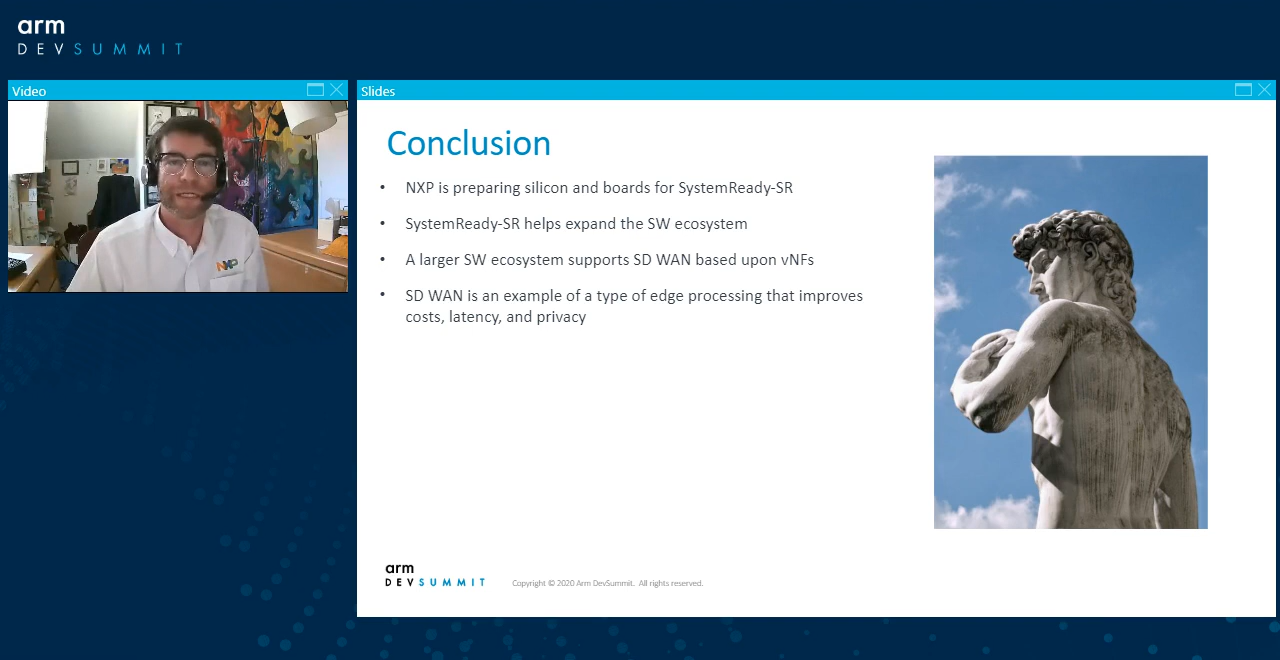 arm
DEVSUMMIT
Video
Slides
NXP
Conclusion
• NXP is preparing silicon and boards for SystemReady-SR
• SystemReady-SR helps expand the SW ecosystem
• A larger SW ecosystem supports SD WAN based upon vNFs
• SD WAN is an example of a type of edge processing that improves
costs, latency, and privacy
arm
DEVSUMMIT
Copyright © 2020 Arm DevSummit. All rights reserved.